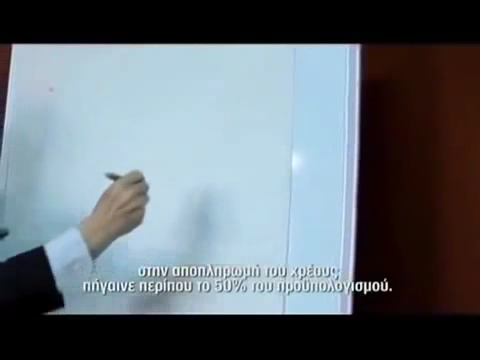 στην αποπληρωμή του χρέους,
πήγαινε περίπου το 50% του προϋπολογισμού.